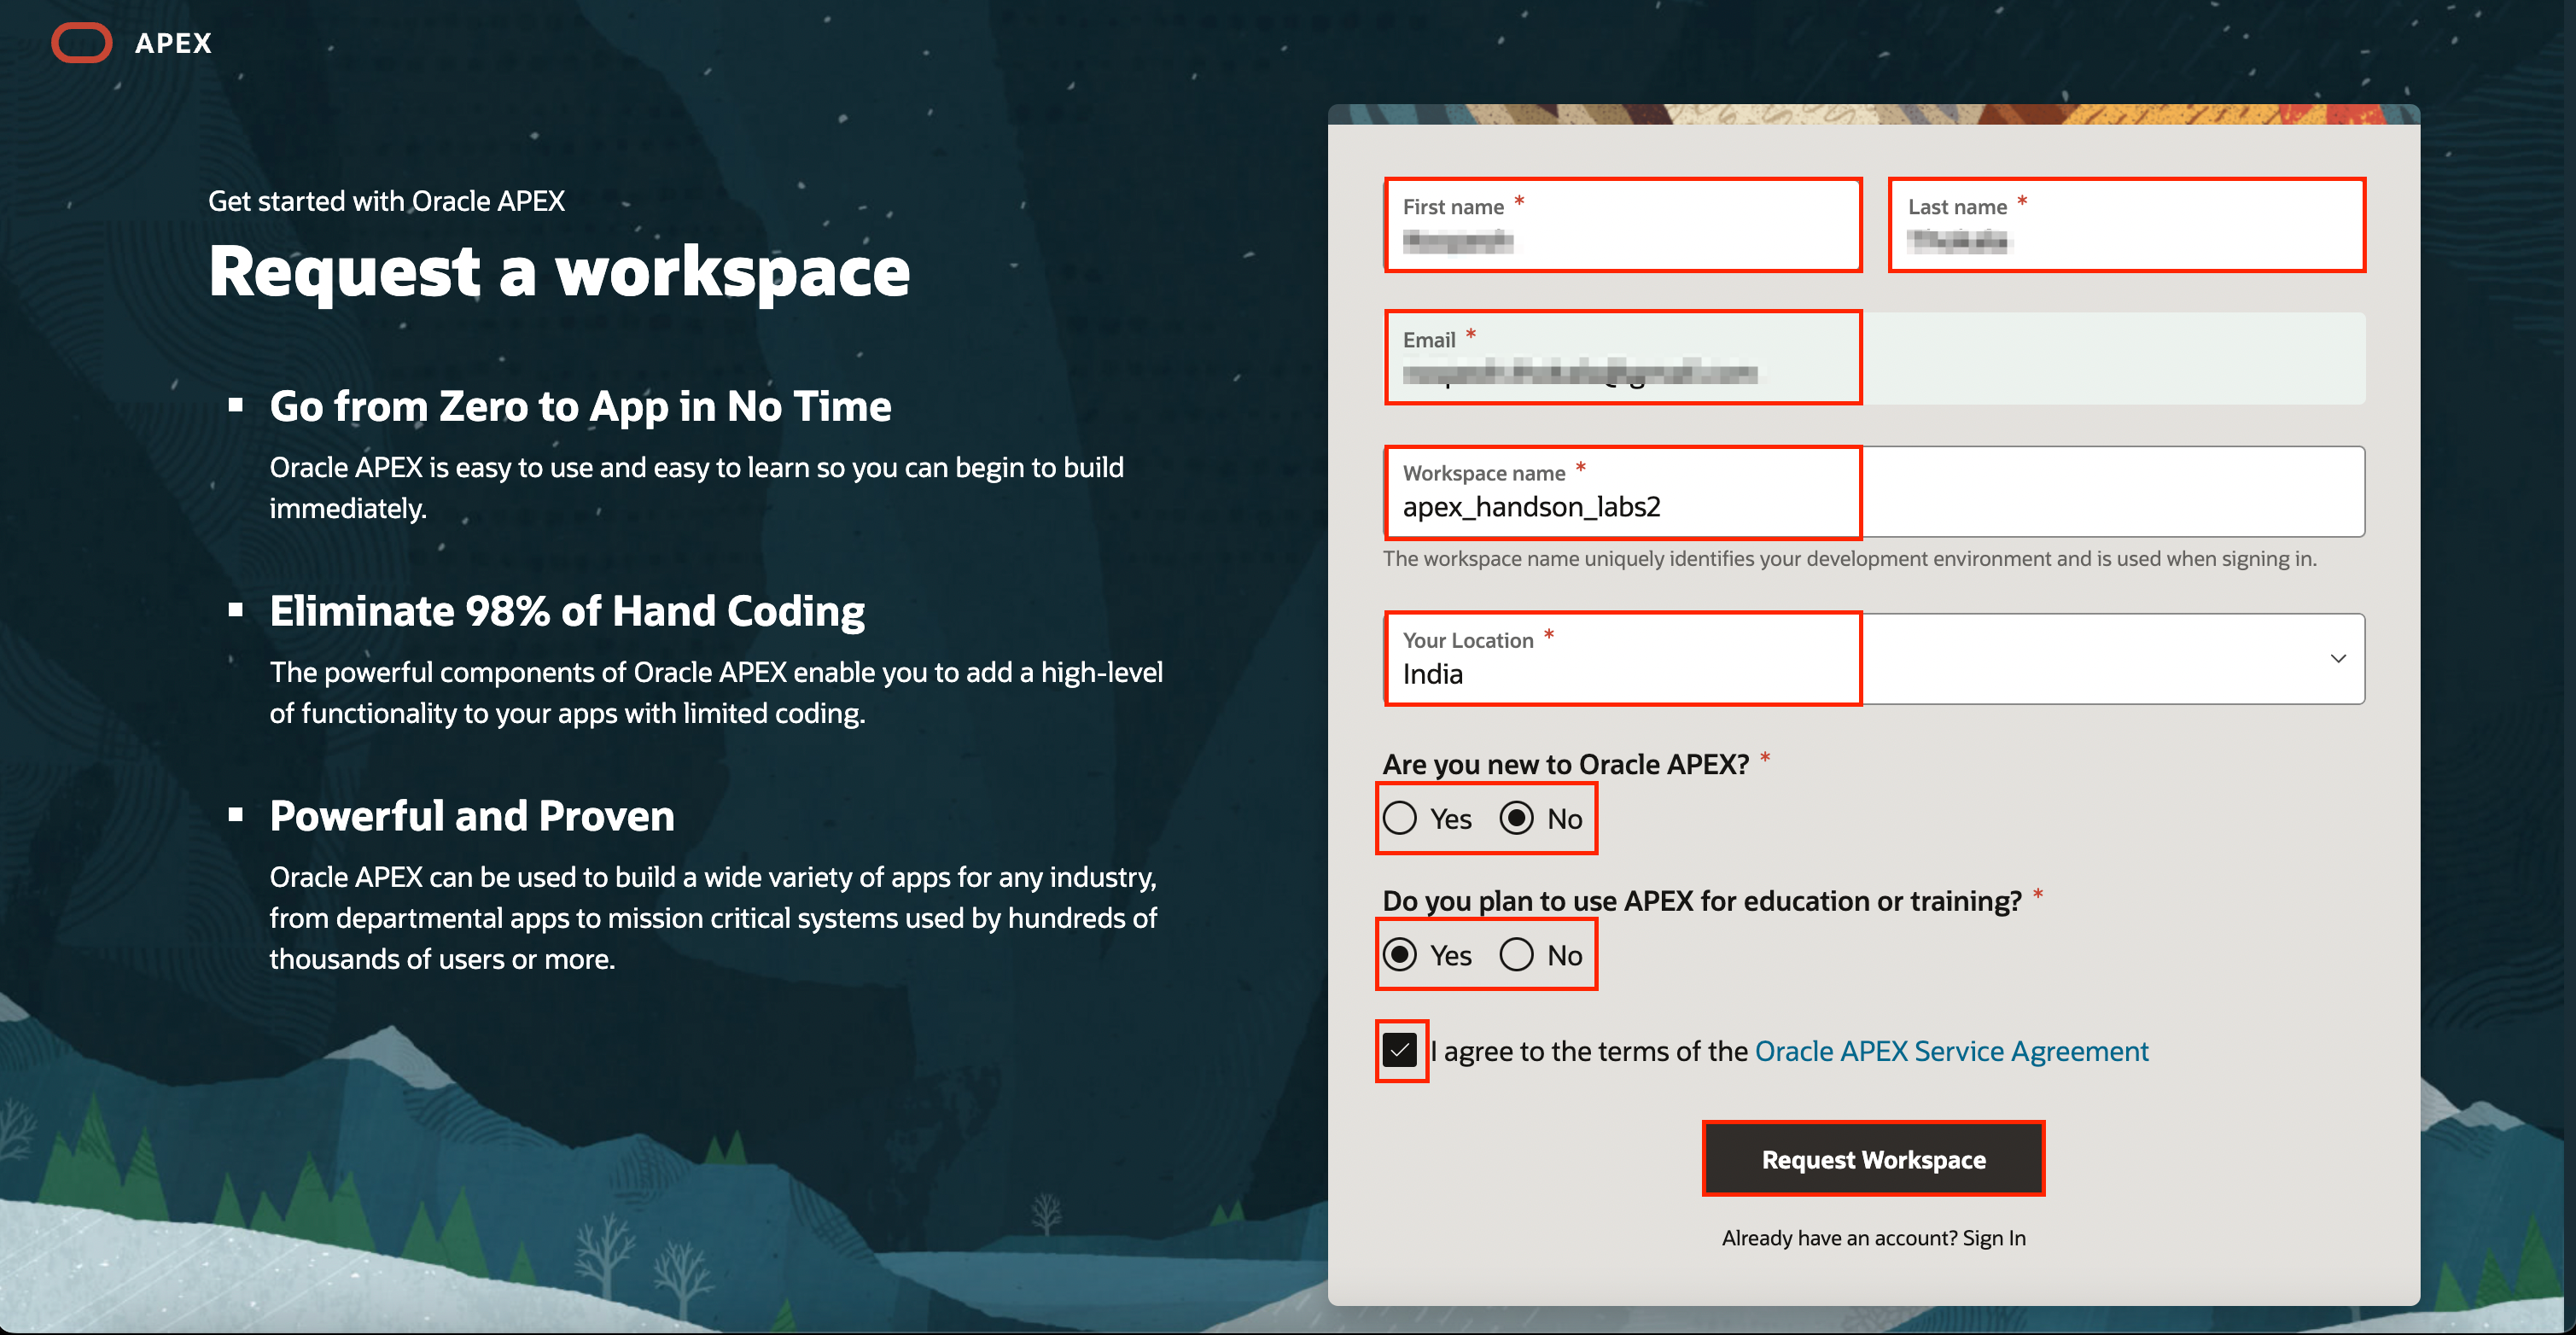 APEX
Get started with Oracle APEX
Request a workspace
Go from Zero to App in No Time
Oracle APEX is easy to use and easy to learn so you can begin to build
immediately.
Eliminate 98% of Hand Coding
The powerful components of Oracle APEX enable you to add a high-level
of functionality to your apps with limited coding.
Powerful and Proven
Oracle APEX can be used to build a wide variety of apps for any industry,
from departmental apps to mission critical systems used by hundreds of
thousands of users or more.
First name *
Last name *
Email *
Workspace name *
apex_handson_labs2
The workspace name uniquely identifies your development environment and is used when signing in.
Your Location *
India
Are you new to Oracle APEX? *
Yes No
Do you plan to use APEX for education or training? *
Yes No
I agree to the terms of the Oracle APEX Service Agreement
Request Workspace
Already have an account? Sign In